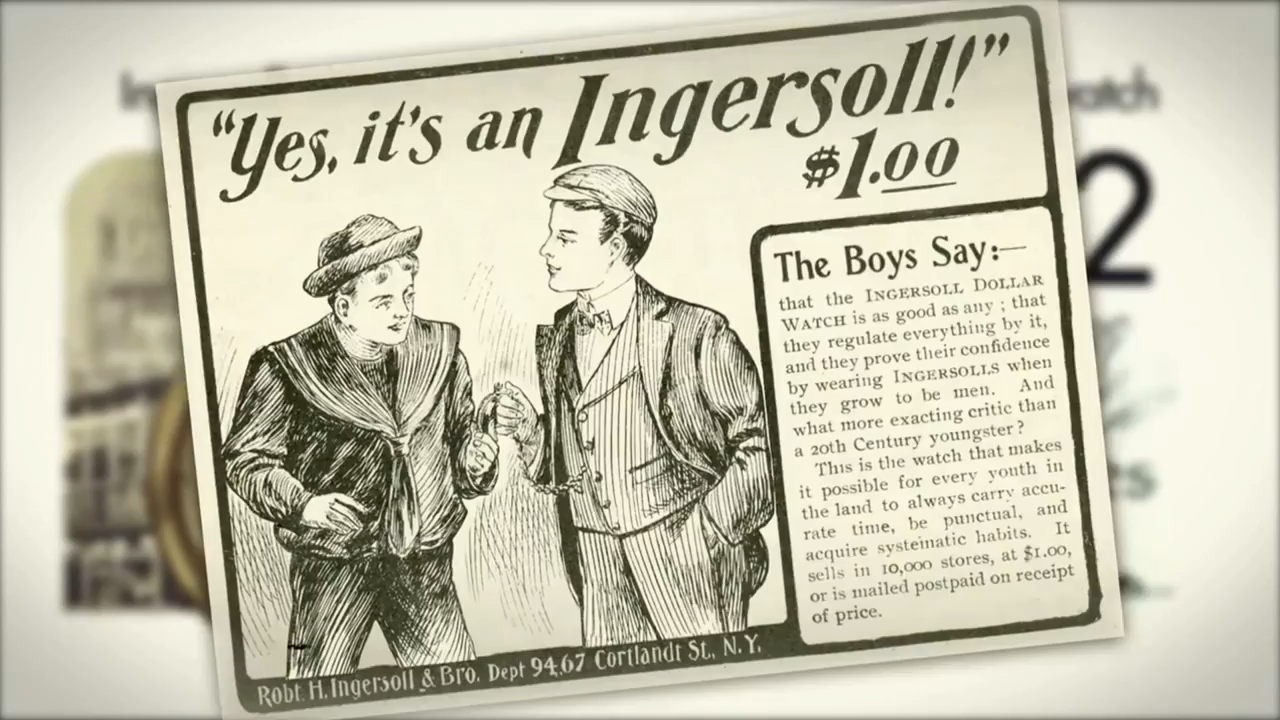 “Yes, it's an Ingersoll!”
$1.00
The Boys Say:—
that the INGERSOLL DOLLAR
WATCH is as good as any ; that
they regulate everything by it,
and they prove their confidence
by wearing INGERSOLLS when
they grow to be men. And
what more exacting critic than
a 20th Century youngster?
This is the watch that makes
it possible for every youth in
the land to always carry accu-
rate time, be punctual, and
acquire systematic habits. It
sells in 10,000 stores, at $1.00,
or is mailed postpaid on receipt
of price.
Robt. H. Ingersoll & Bro. Dept 94,67 Cortlandt St., N.Y.
2